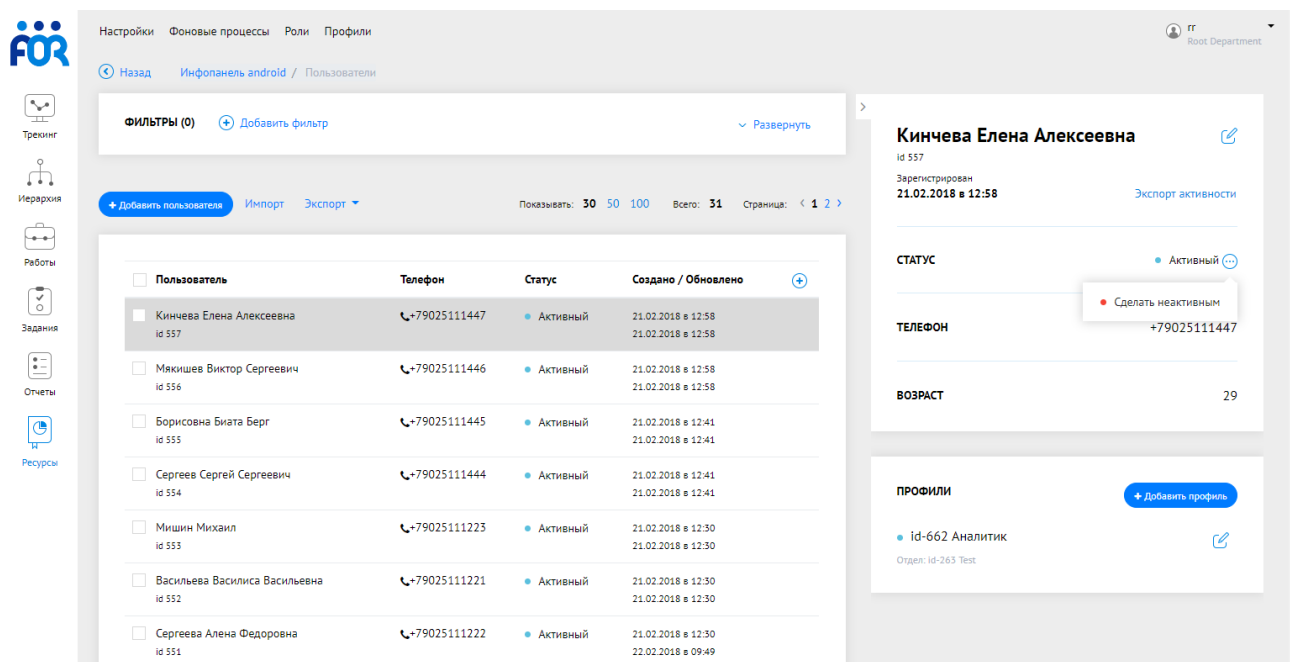 FOR
Настройки Фоновые процессы Роли Профили
rr
Root Department
Назад Инфопанель android / Пользователи
Трекинг
Иерархия
Работы
Задания
Отчеты
Ресурсы
ФИЛЬТРЫ (0) Добавить фильтр Развернуть
+ Добавить пользователя Импорт Экспорт Показывать: 30 50 100 Всего: 31 Страница: < 1 2 >
Пользователь Телефон Статус Создано / Обновлено
Кинчева Елена Алексеевна +79025111447 Активный 21.02.2018 в 12:58
id 557 21.02.2018 в 12:58
Мякишев Виктор Сергеевич +79025111446 Активный 21.02.2018 в 12:58
id 556 21.02.2018 в 12:58
Борисовна Биата Берг +79025111445 Активный 21.02.2018 в 12:41
id 555 21.02.2018 в 12:41
Сергеев Сергей Сергеевич +79025111444 Активный 21.02.2018 в 12:41
id 554 21.02.2018 в 12:41
Мишин Михаил +79025111223 Активный 21.02.2018 в 12:30
id 553 21.02.2018 в 12:30
Васильева Василиса Васильевна +79025111221 Активный 21.02.2018 в 12:30
id 552 21.02.2018 в 12:30
Сергеева Алена Федоровна +79025111222 Активный 21.02.2018 в 12:30
id 551 22.02.2018 в 09:49
Кинчева Елена Алексеевна
id 557
Зарегистрирован
21.02.2018 в 12:58 Экспорт активности
СТАТУС Активный
Сделать неактивным
ТЕЛЕФОН +79025111447
ВОЗРАСТ 29
ПРОФИЛИ + Добавить профиль
id-662 Аналитик
Отдел: id-263 Test